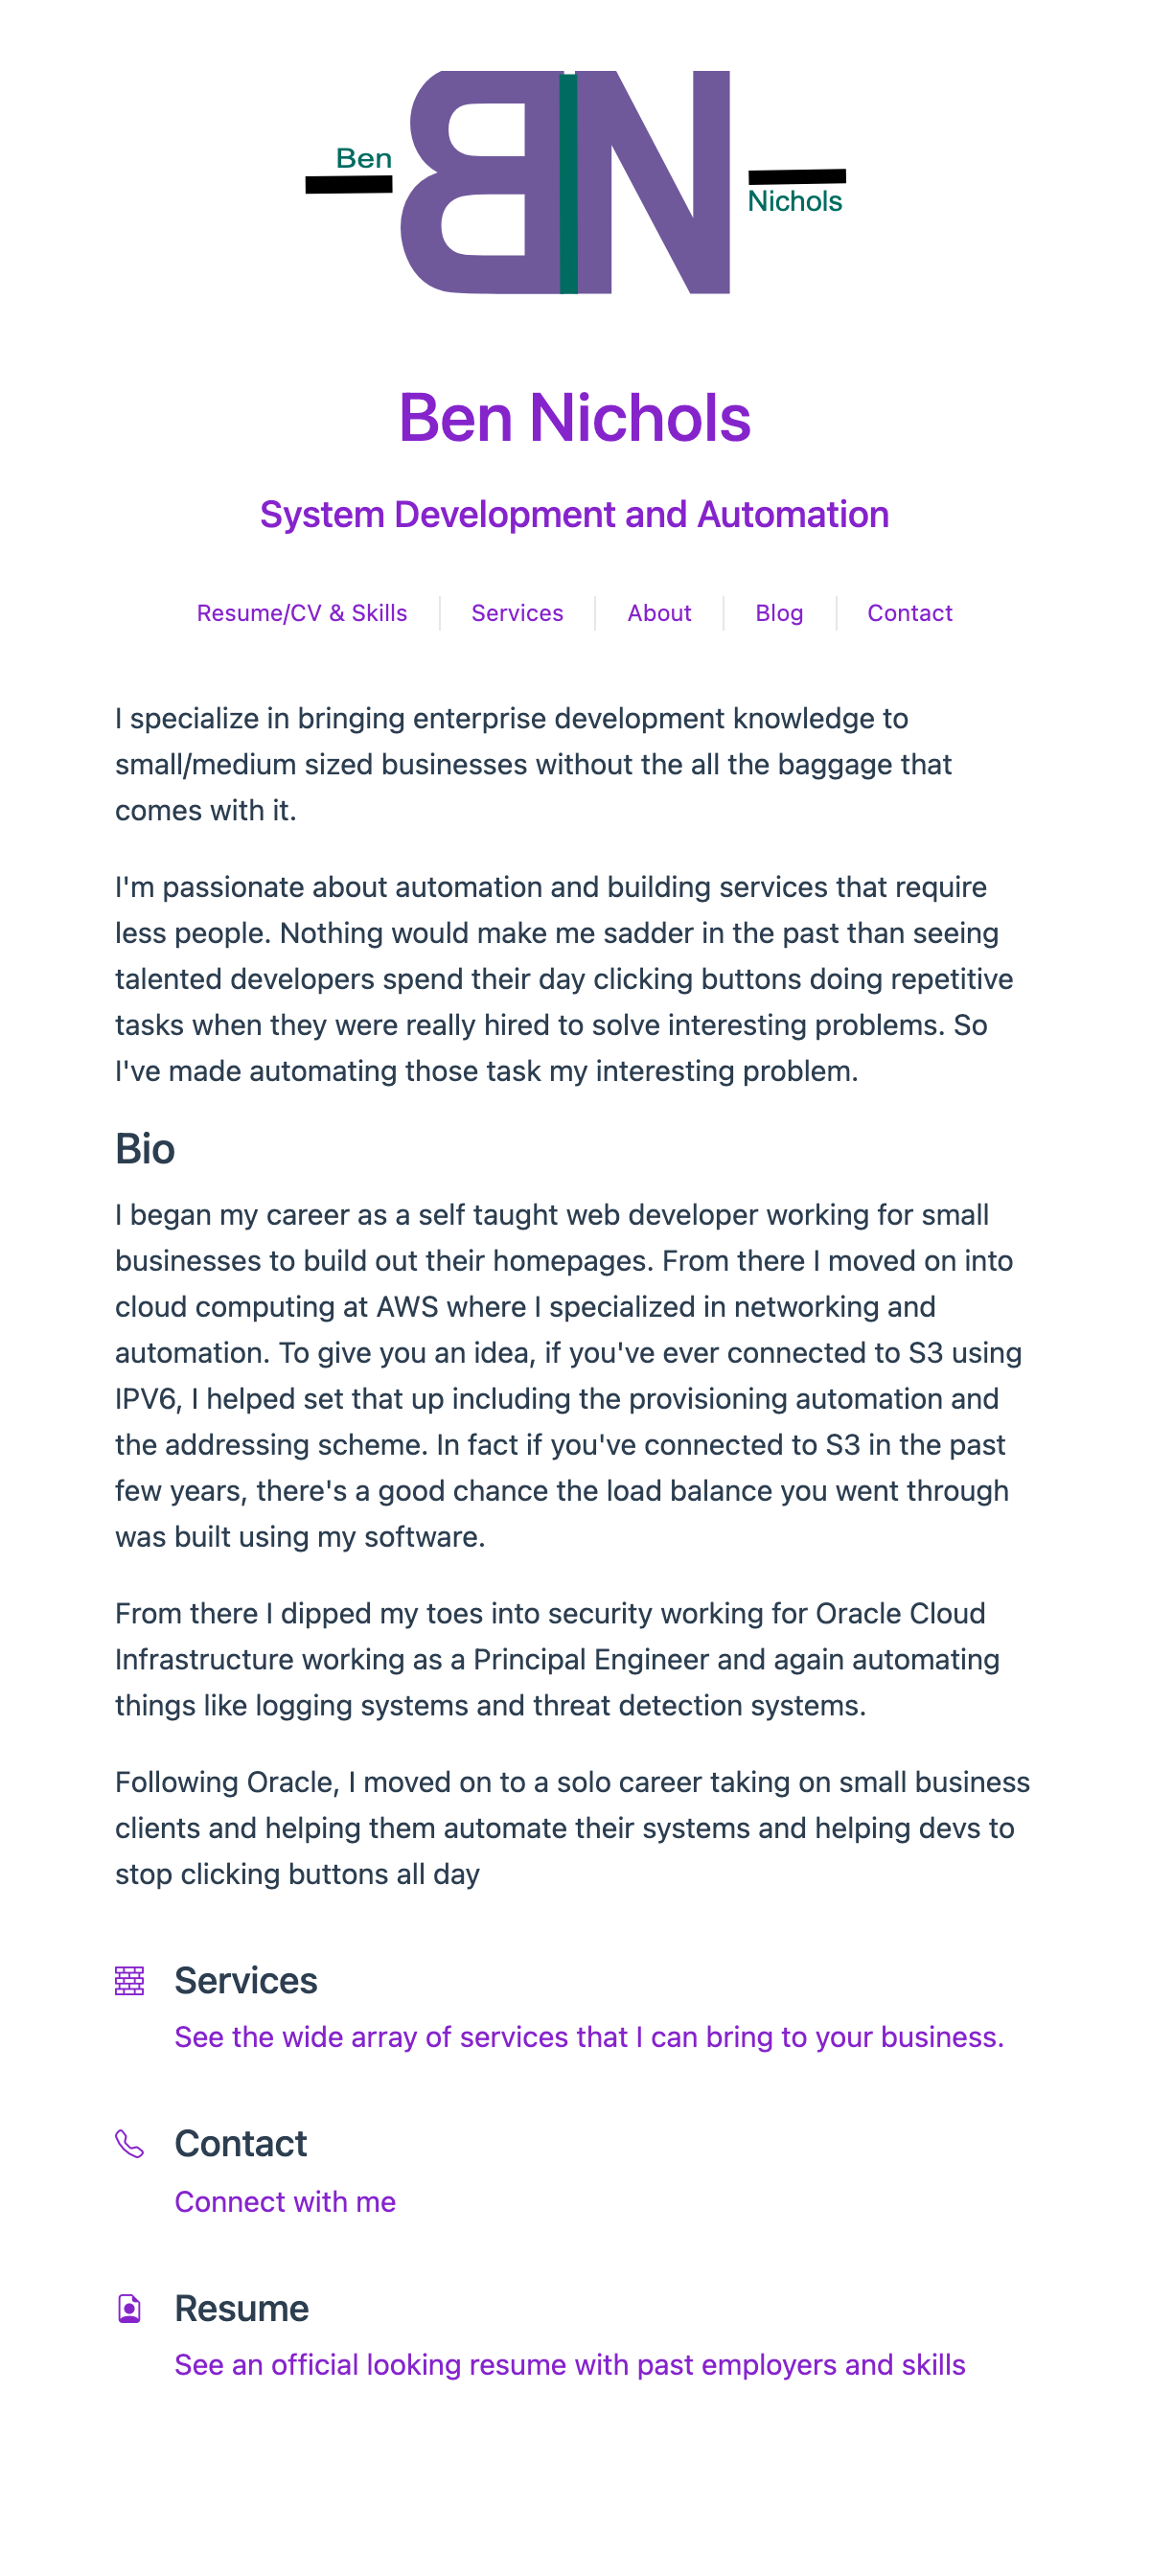 Ben
BN
Nichols
Ben Nichols
System Development and Automation
Resume/CV & Skills
Services
About
Blog
Contact
I specialize in bringing enterprise development knowledge to
small/medium sized businesses without the all the baggage that
comes with it.
I'm passionate about automation and building services that require
less people. Nothing would make me sadder in the past than seeing
talented developers spend their day clicking buttons doing repetitive
tasks when they were really hired to solve interesting problems. So
I've made automating those task my interesting problem.
Bio
I began my career as a self taught web developer working for small
businesses to build out their homepages. From there I moved on into
cloud computing at AWS where I specialized in networking and
automation. To give you an idea, if you've ever connected to S3 using
IPV6, I helped set that up including the provisioning automation and
the addressing scheme. In fact if you've connected to S3 in the past
few years, there's a good chance the load balance you went through
was built using my software.
From there I dipped my toes into security working for Oracle Cloud
Infrastructure working as a Principal Engineer and again automating
things like logging systems and threat detection systems.
Following Oracle, I moved on to a solo career taking on small business
clients and helping them automate their systems and helping devs to
stop clicking buttons all day
Services
See the wide array of services that I can bring to your business.
Contact
Connect with me
Resume
See an official looking resume with past employers and skills